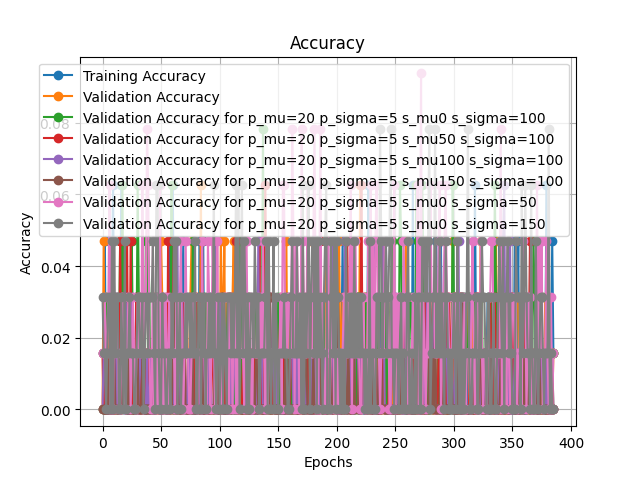 Accuracy
Training Accuracy
Validation Accuracy
Validation Accuracy for p_mu=20 p_sigma=5 s_mu0 s_sigma=100
Validation Accuracy for p_mu=20 p_sigma=5 s_mu50 s_sigma=100
Validation Accuracy for p_mu=20 p_sigma=5 s_mu100 s_sigma=100
Validation Accuracy for p_mu=20 p_sigma=5 s_mu150 s_sigma=100
Validation Accuracy for p_mu=20 p_sigma=5 s_mu0 s_sigma=50
Validation Accuracy for p_mu=20 p_sigma=5 s_mu0 s_sigma=150
0.08
0.06
0.04
0.02
0.00
Accuracy
0 50 100 150 200 250 300 350 400
Epochs